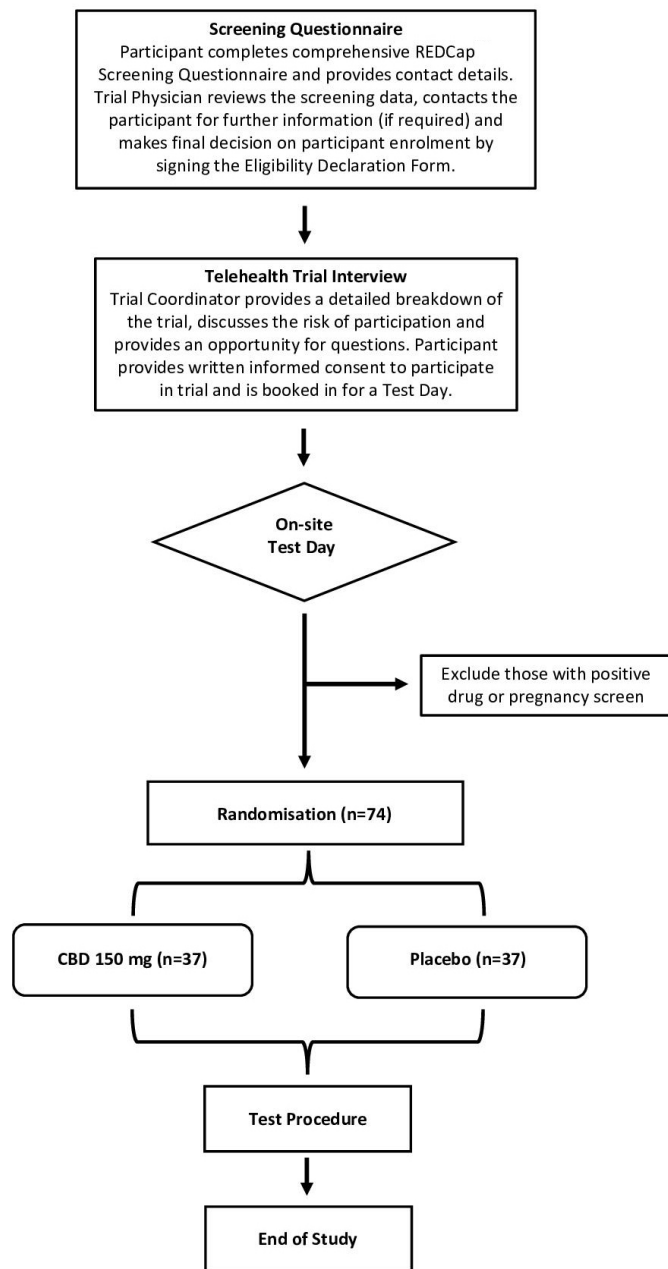 Screening Questionnaire
Participant completes comprehensive REDCap
Screening Questionnaire and provides contact details.
Trial Physician reviews the screening data, contacts the
participant for further information (if required) and
makes final decision on participant enrolment by
signing the Eligibility Declaration Form.
Telehealth Trial Interview
Trial Coordinator provides a detailed breakdown of
the trial, discusses the risk of participation and
provides an opportunity for questions. Participant
provides written informed consent to participate
in trial and is booked in for a Test Day.
On-site
Test Day
Exclude those with positive
drug or pregnancy screen
Randomisation (n=74)
CBD 150 mg (n=37)
Placebo (n=37)
Test Procedure
End of Study